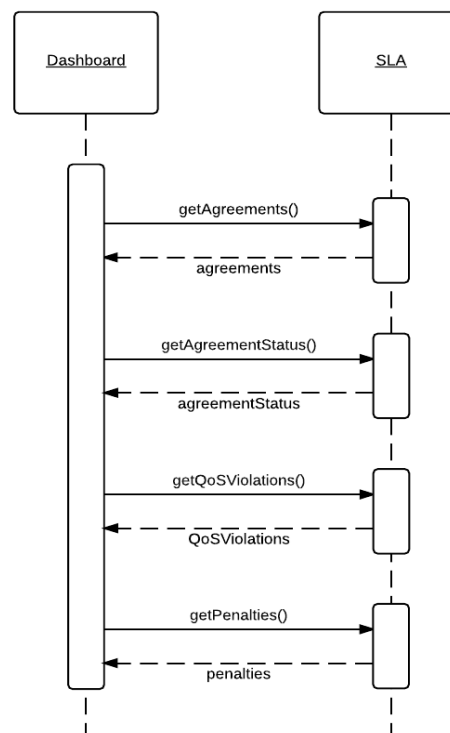 Dashboard
SLA
getAgreements()
agreements
getAgreementStatus()
agreementStatus
getQoSViolations()
QoSViolations
getPenalties()
penalties